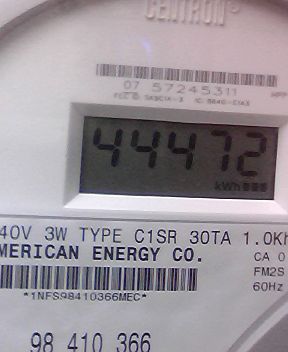 CENTRON®
07 57245311
44472
kWh
40V 3W TYPE C1SR 30TA 1.0Kh
MERICAN ENERGY CO.
CA 0
FM2S
60Hz
*1NFS98410366MEC*
98 410 366